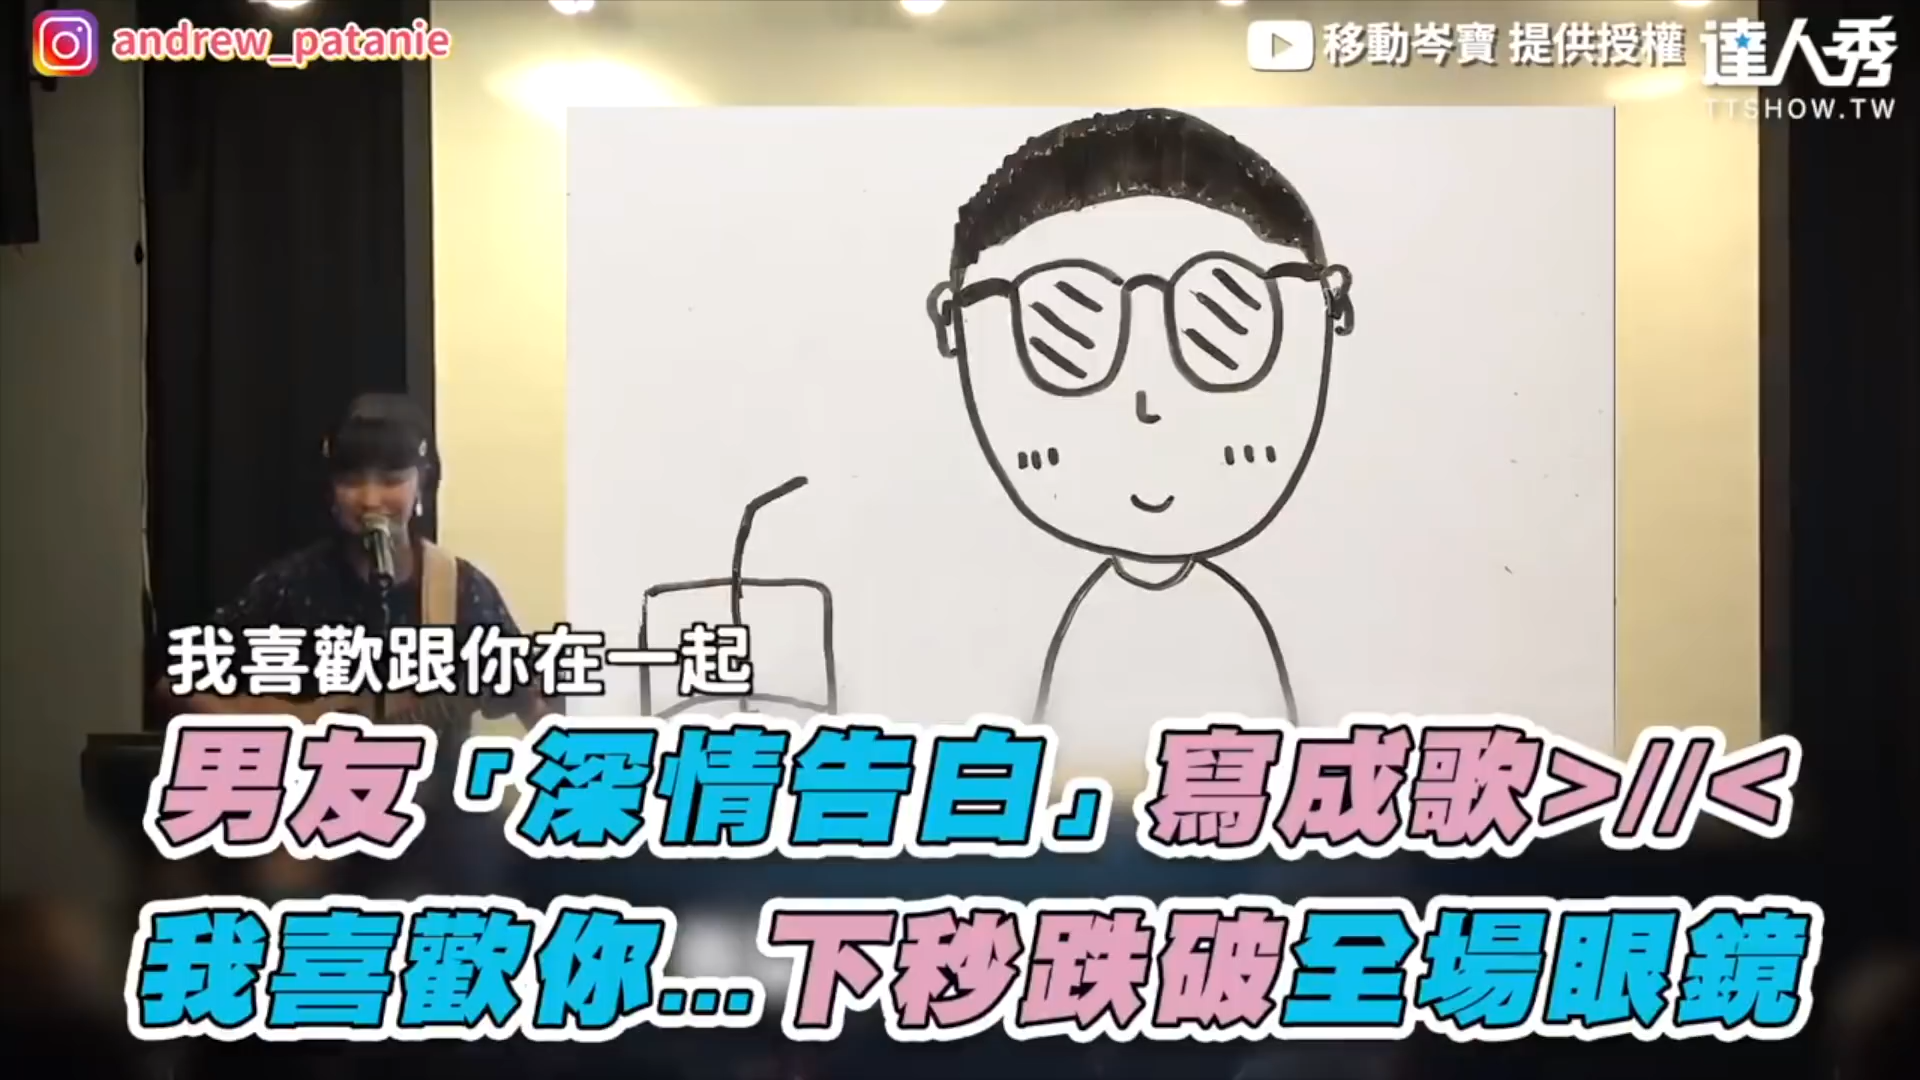 andrew_patanie
移動岑寶 提供授權
達人秀
TTSHOW.TW
我喜歡跟你在一起
男友「深情告白」寫成歌>///<
我喜歡你...下秒跌破全場眼鏡